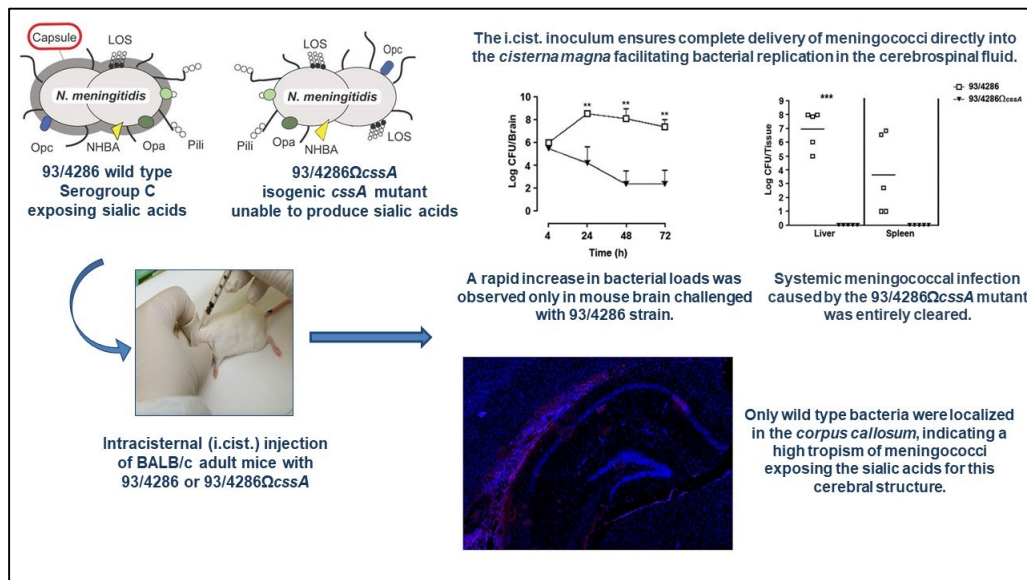 Capsule
LOS
N. meningitidis
Opc
NHBA
Opa
Pili
93/4286 wild type
Serogroup C
exposing sialic acids
Opc
N. meningitidis
LOS
Pili
Opa
NHBA
93/4286ΩcssA
isogenic cssA mutant
unable to produce sialic acids
Intracisternal (i.cist.) injection
of BALB/c adult mice with
93/4286 or 93/4286ΩcssA
The i.cist. inoculum ensures complete delivery of meningococci directly into
the cisterna magna facilitating bacterial replication in the cerebrospinal fluid.
Log CFU/Brain
10
8
6
4
2
0
** ** **
4 24 48 72
Time (h)
93/4286
93/4286ΩcssA
Log CFU/Tissue
9
8
7
6
5
4
3
2
1
0
***
Liver Spleen
A rapid increase in bacterial loads was
observed only in mouse brain challenged
with 93/4286 strain.
Systemic meningococcal infection
caused by the 93/4286ΩcssA mutant
was entirely cleared.
Only wild type bacteria were localized
in the corpus callosum, indicating a
high tropism of meningococci
exposing the sialic acids for this
cerebral structure.